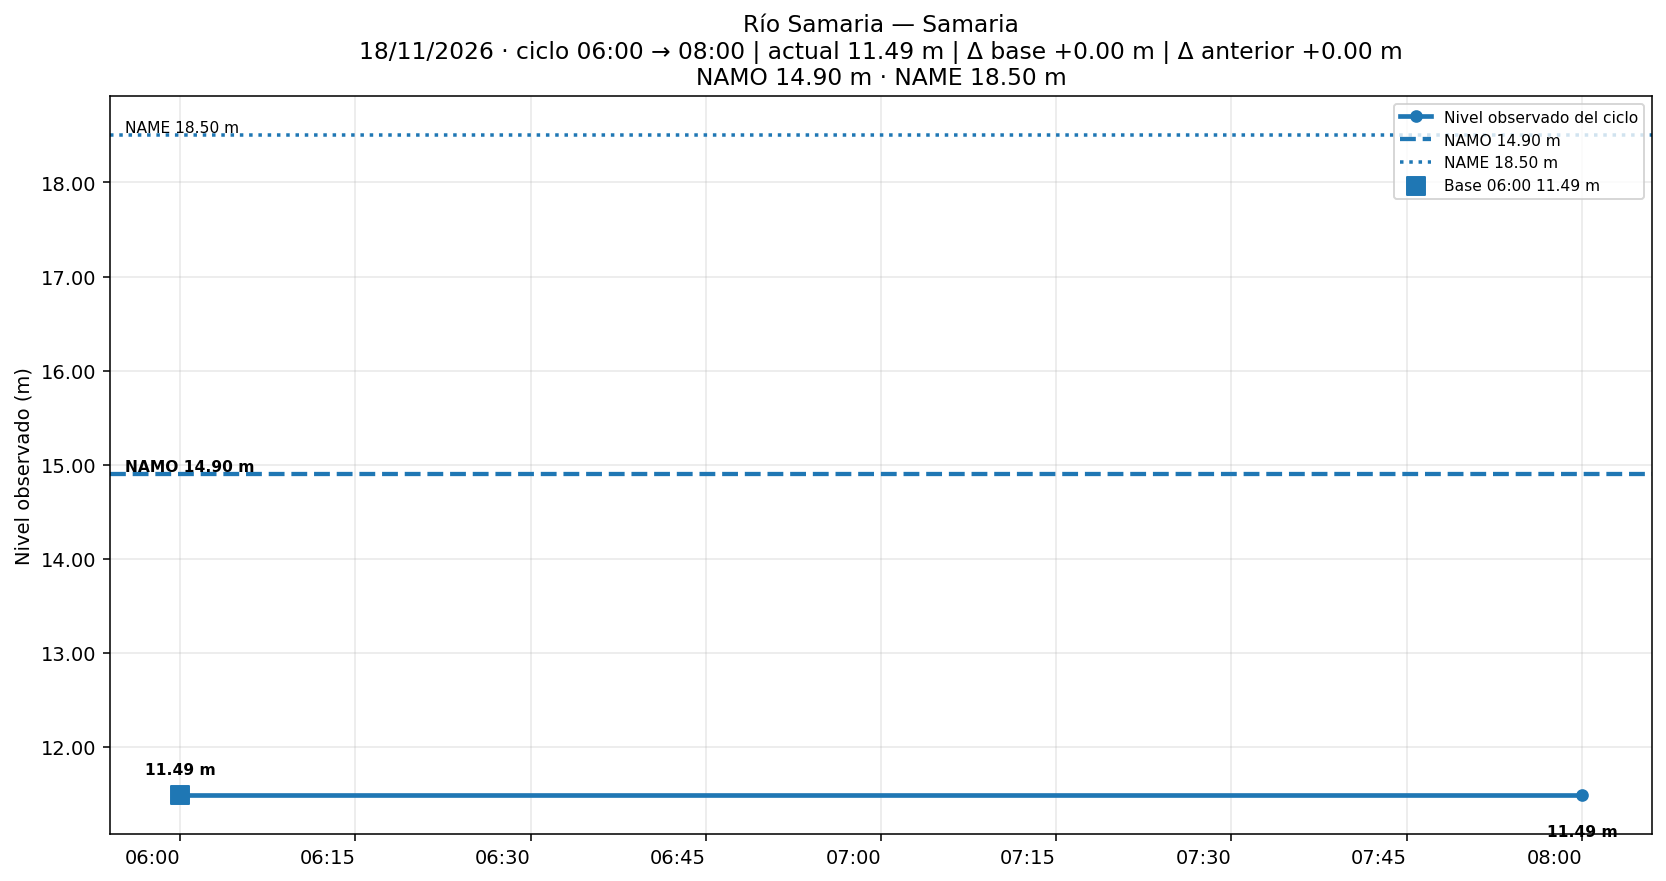 Río Samaria — Samaria
18/11/2026 · ciclo 06:00 → 08:00 | actual 11.49 m | Δ base +0.00 m | Δ anterior +0.00 m
NAMO 14.90 m · NAME 18.50 m
NAME 18.50 m
Nivel observado del ciclo
NAMO 14.90 m
NAME 18.50 m
Base 06:00 11.49 m
18.00
17.00
16.00
15.00
14.00
13.00
12.00
Nivel observado (m)
NAMO 14.90 m
11.49 m
11.49 m
06:00
06:15
06:30
06:45
07:00
07:15
07:30
07:45
08:00